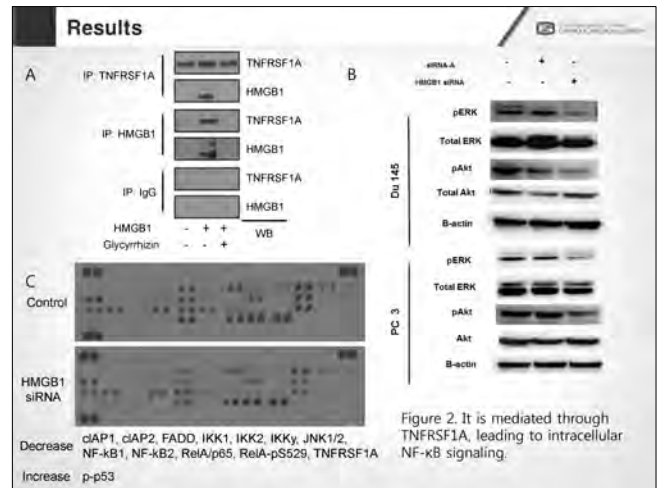 Results
A
IP: TNFRSF1A
TNFRSF1A
HMGB1
IP: HMGB1
TNFRSF1A
HMGB1
IP: IgG
TNFRSF1A
HMGB1
HMGB1 - + +
Glycyrrhizin - - +
WB
B
siRNA-A - + -
HMGB1 siRNA - - +
Du 145
pERK
Total ERK
pAkt
Total Akt
B-actin
PC 3
pERK
Total ERK
pAkt
Akt
B-actin
C
Control
HMGB1
siRNA
Decrease cIAP1, cIAP2, FADD, IKK1, IKK2, IKKy, JNK1/2,
NF-kB1, NF-kB2, RelA/p65, RelA-pS529, TNFRSF1A
Increase p-p53
Figure 2. It is mediated through
TNFRSF1A, leading to intracellular
NF-κB signaling.